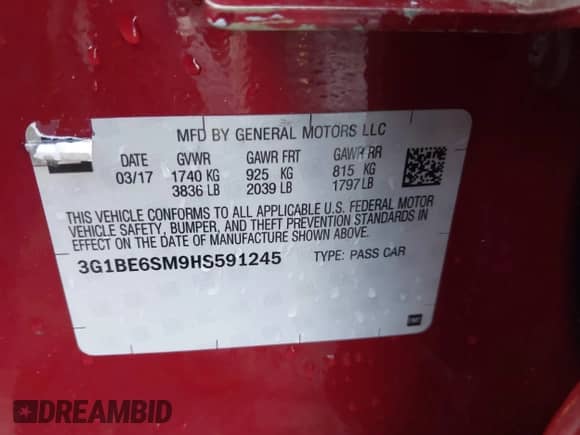 MFD BY GENERAL MOTORS LLC
DATE GVWR GAWR FRT GAWR RR
03/17 1740 KG 925 KG 815 KG
3836 LB 2039 LB 1797 LB
THIS VEHICLE CONFORMS TO ALL APPLICABLE U.S. FEDERAL MOTOR
VEHICLE SAFETY, BUMPER, AND THEFT PREVENTION STANDARDS IN
EFFECT ON THE DATE OF MANUFACTURE SHOWN ABOVE.
3G1BE6SM9HS591245 TYPE: PASS CAR
DREAMBID